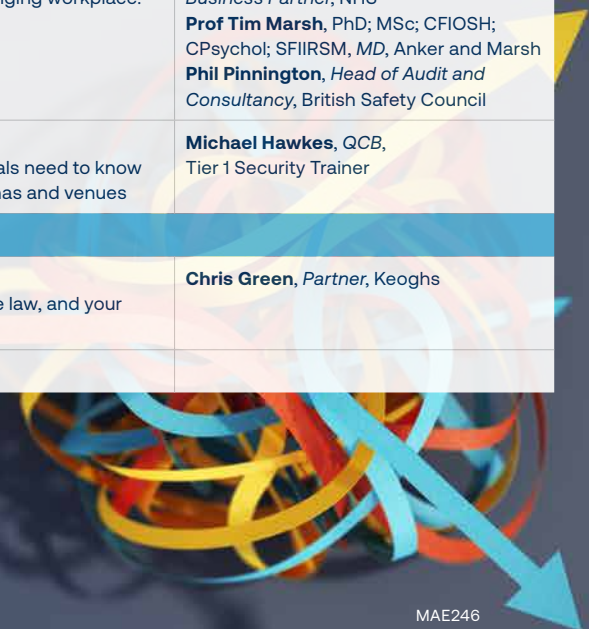 nging workplace.
Business Partner, NHS
Prof Tim Marsh, PhD; MSc; CFIOSH;
CPsychol; SFIIRSM, MD, Anker and Marsh
Phil Pinnington, Head of Audit and
Consultancy, British Safety Council
Michael Hawkes, QCB,
als need to know
Tier 1 Security Trainer
nas and venues
Chris Green, Partner, Keoghs
e law, and your
MAE246